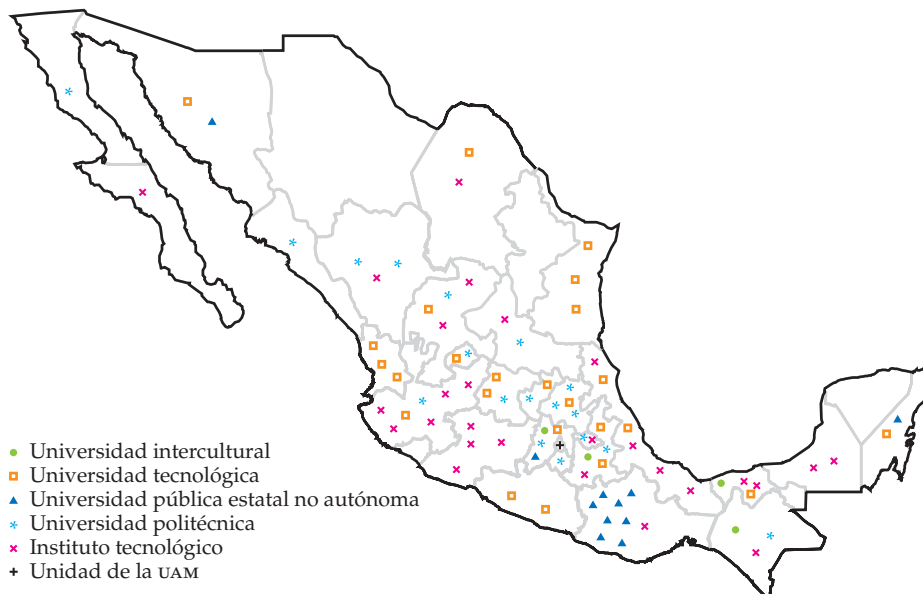 Universidad intercultural
Universidad tecnológica
Universidad pública estatal no autónoma
Universidad politécnica
Instituto tecnológico
Unidad de la UAM